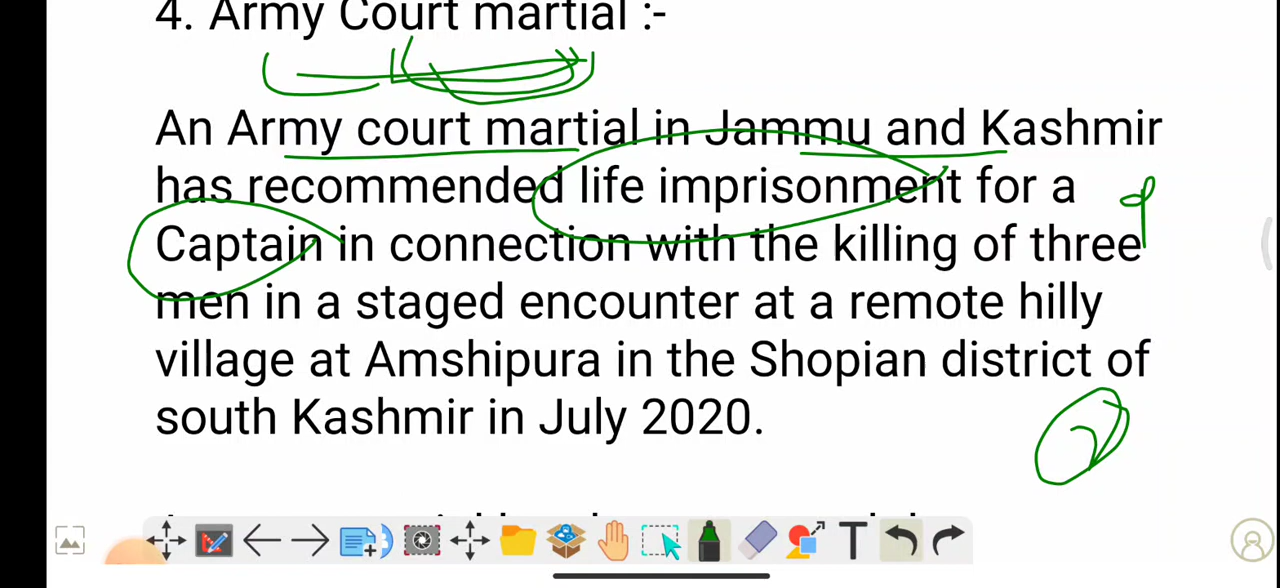 4. Army Court martial :-
An Army court martial in Jammu and Kashmir
has recommended life imprisonment for a
Captain in connection with the killing of three
men in a staged encounter at a remote hilly
village at Amshipura in the Shopian district of
south Kashmir in July 2020.
T